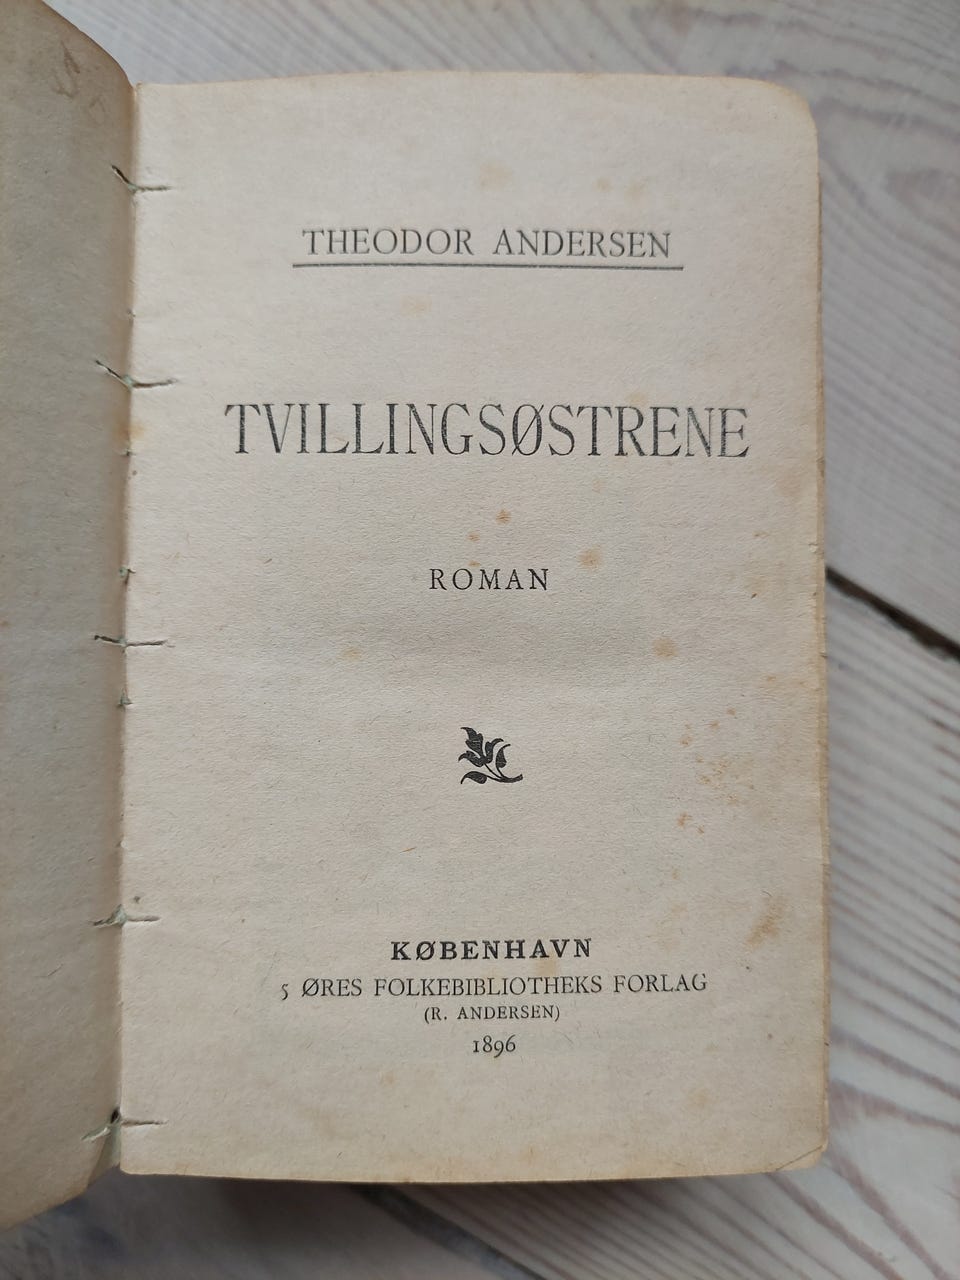 THEODOR ANDERSEN
TVILLINGSØSTRENE
ROMAN
KØBENHAVN
5 ØRES FOLKEBIBLIOTHEKS FORLAG
(R. ANDERSEN)
1896